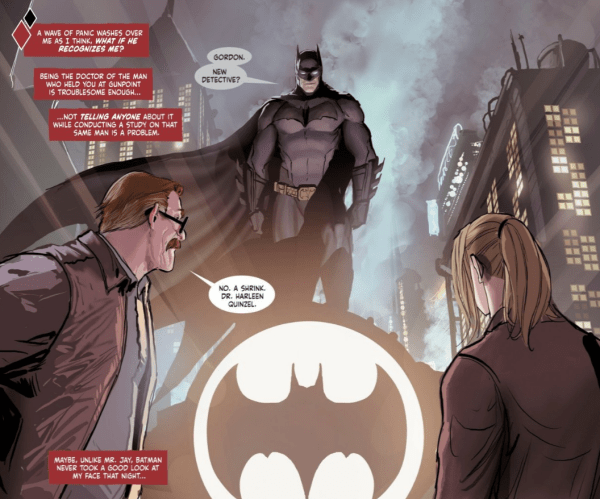 A WAVE OF PANIC WASHES OVER
ME AS I THINK, WHAT IF HE
RECOGNIZES ME?
BEING THE DOCTOR OF THE MAN
WHO HELD YOU AT GUNPOINT
IS TROUBLESOME ENOUGH...
...NOT TELLING ANYONE ABOUT IT
WHILE CONDUCTING A STUDY ON THAT
SAME MAN IS A PROBLEM.
GORDON.
NEW
DETECTIVE?
NO. A SHRINK.
DR. HARLEEN
QUINZEL.
MAYBE, UNLIKE MR. JAY, BATMAN
NEVER TOOK A GOOD LOOK AT
MY FACE THAT NIGHT...